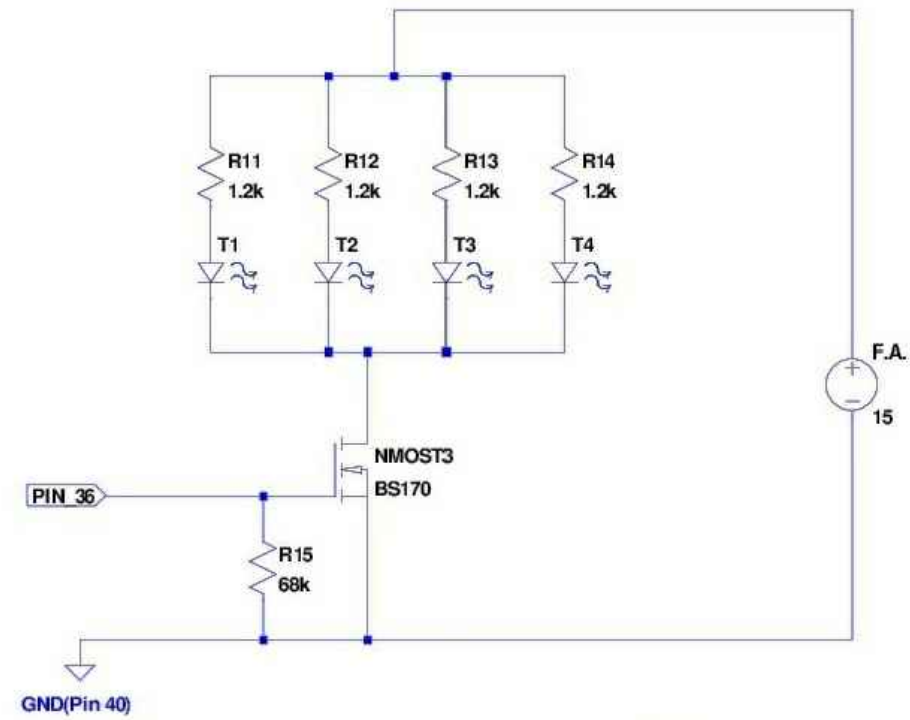 R11
1.2k
R12
1.2k
R13
1.2k
R14
1.2k
T1
T2
T3
T4
F.A.
+
−
15
NMOST3
BS170
PIN_36
R15
68k
GND(Pin 40)